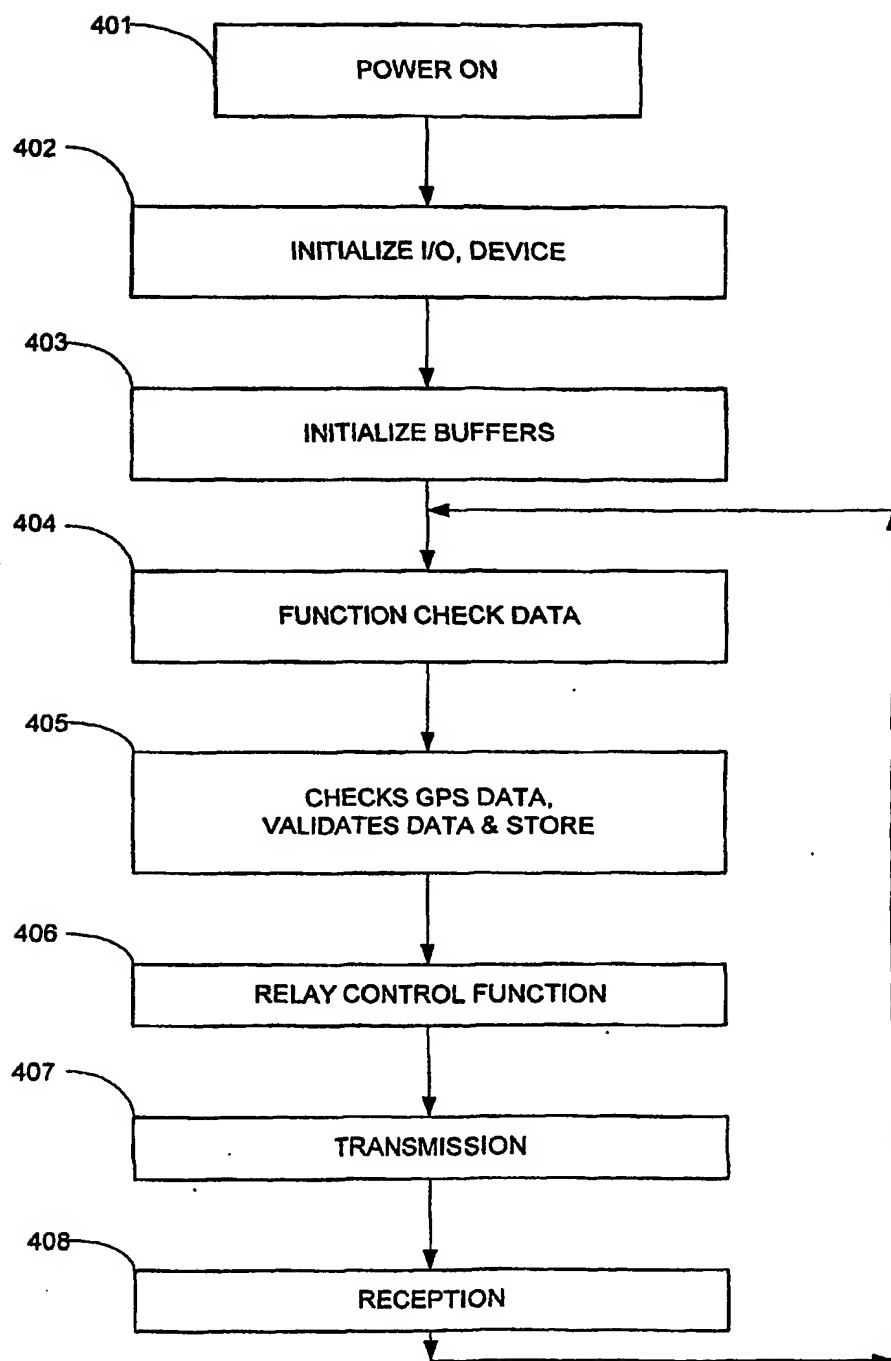 401
POWER ON
402
INITIALIZE I/O, DEVICE
403
INITIALIZE BUFFERS
404
FUNCTION CHECK DATA
405
CHECKS GPS DATA,
VALIDATES DATA & STORE
406
RELAY CONTROL FUNCTION
407
TRANSMISSION
408
RECEPTION